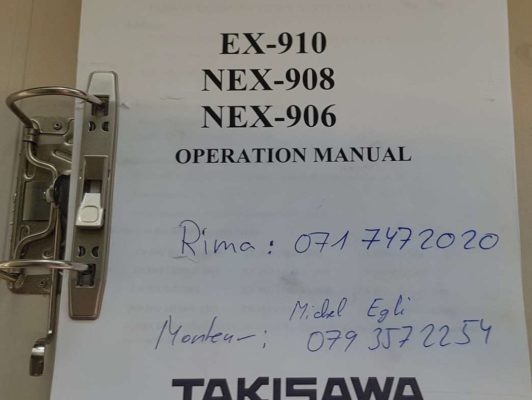 EX-910
NEX-908
NEX-906
OPERATION MANUAL
Rima: 071 7472020
Michel Egli
Monteur: 079 3572254
TAKISAWA